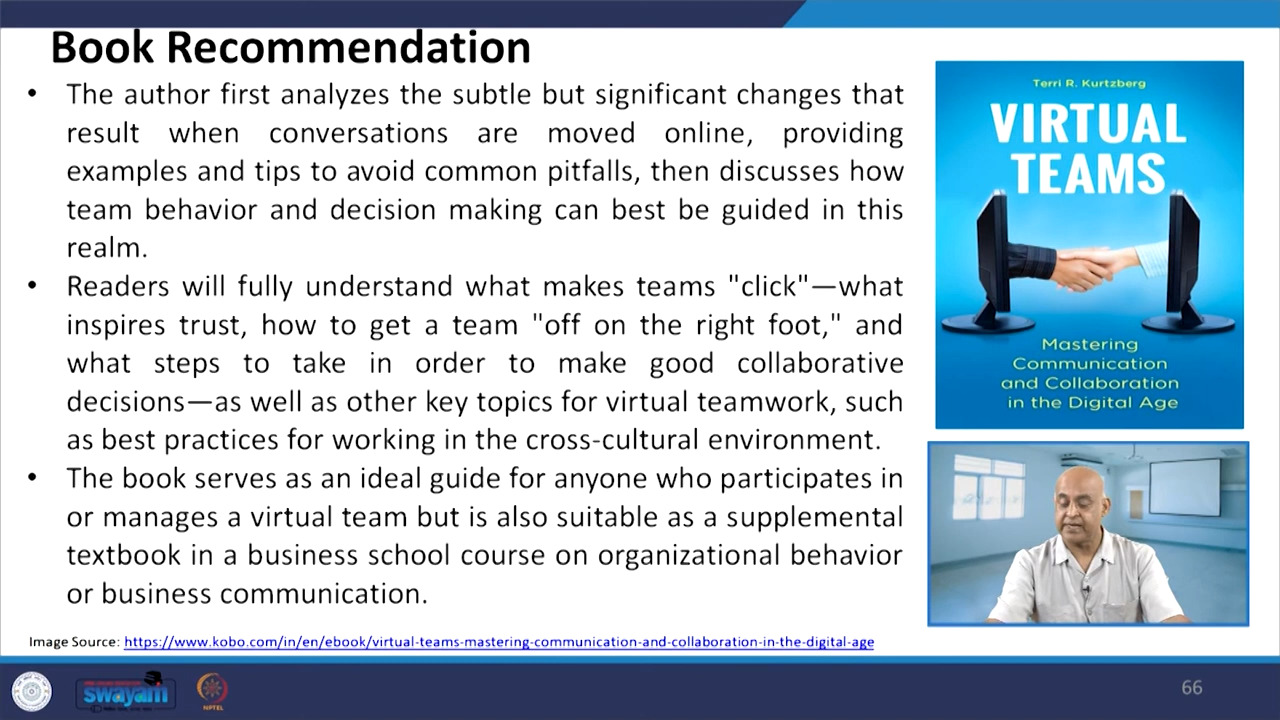 Book Recommendation
• The author first analyzes the subtle but significant changes that
result when conversations are moved online, providing
examples and tips to avoid common pitfalls, then discusses how
team behavior and decision making can best be guided in this
realm.
• Readers will fully understand what makes teams "click"—what
inspires trust, how to get a team "off on the right foot," and
what steps to take in order to make good collaborative
decisions—as well as other key topics for virtual teamwork, such
as best practices for working in the cross-cultural environment.
• The book serves as an ideal guide for anyone who participates in
or manages a virtual team but is also suitable as a supplemental
textbook in a business school course on organizational behavior
or business communication.
Image Source: https://www.kobo.com/in/en/ebook/virtual-teams-mastering-communication-and-collaboration-in-the-digital-age
Terri R. Kurtzberg
VIRTUAL
TEAMS
Mastering
Communication
and Collaboration
in the Digital Age
swayam
NPTEL
66